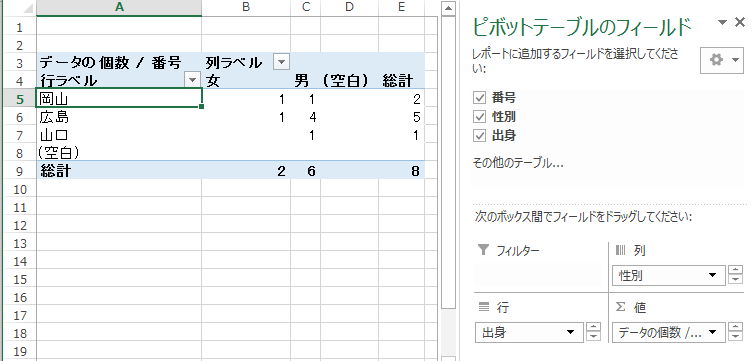 A B C D E
1
2
3 データの個数 / 番号 列ラベル
4 行ラベル 女 男 (空白) 総計
5 岡山 1 1 2
6 広島 1 4 5
7 山口 1 1
8 (空白)
9 総計 2 6 8
10
11
12
13
14
15
16
17
18
19
ピボットテーブルのフィールド
レポートに追加するフィールドを選択してくださ
い:
番号
性別
出身
その他のテーブル...
次のボックス間でフィールドをドラッグしてください:
フィルター
列
性別
行
出身
Σ 値
データの個数 /...